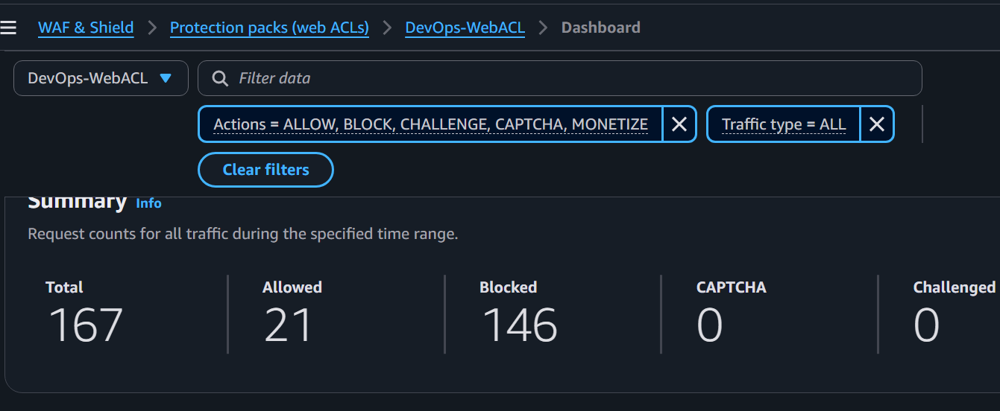 WAF & Shield > Protection packs (web ACLs) > DevOps-WebACL > Dashboard
DevOps-WebACL Filter data
Actions = ALLOW, BLOCK, CHALLENGE, CAPTCHA, MONETIZE Traffic type = ALL
Clear filters
Summary Info
Request counts for all traffic during the specified time range.
Total Allowed Blocked CAPTCHA Challenged
167 21 146 0 0